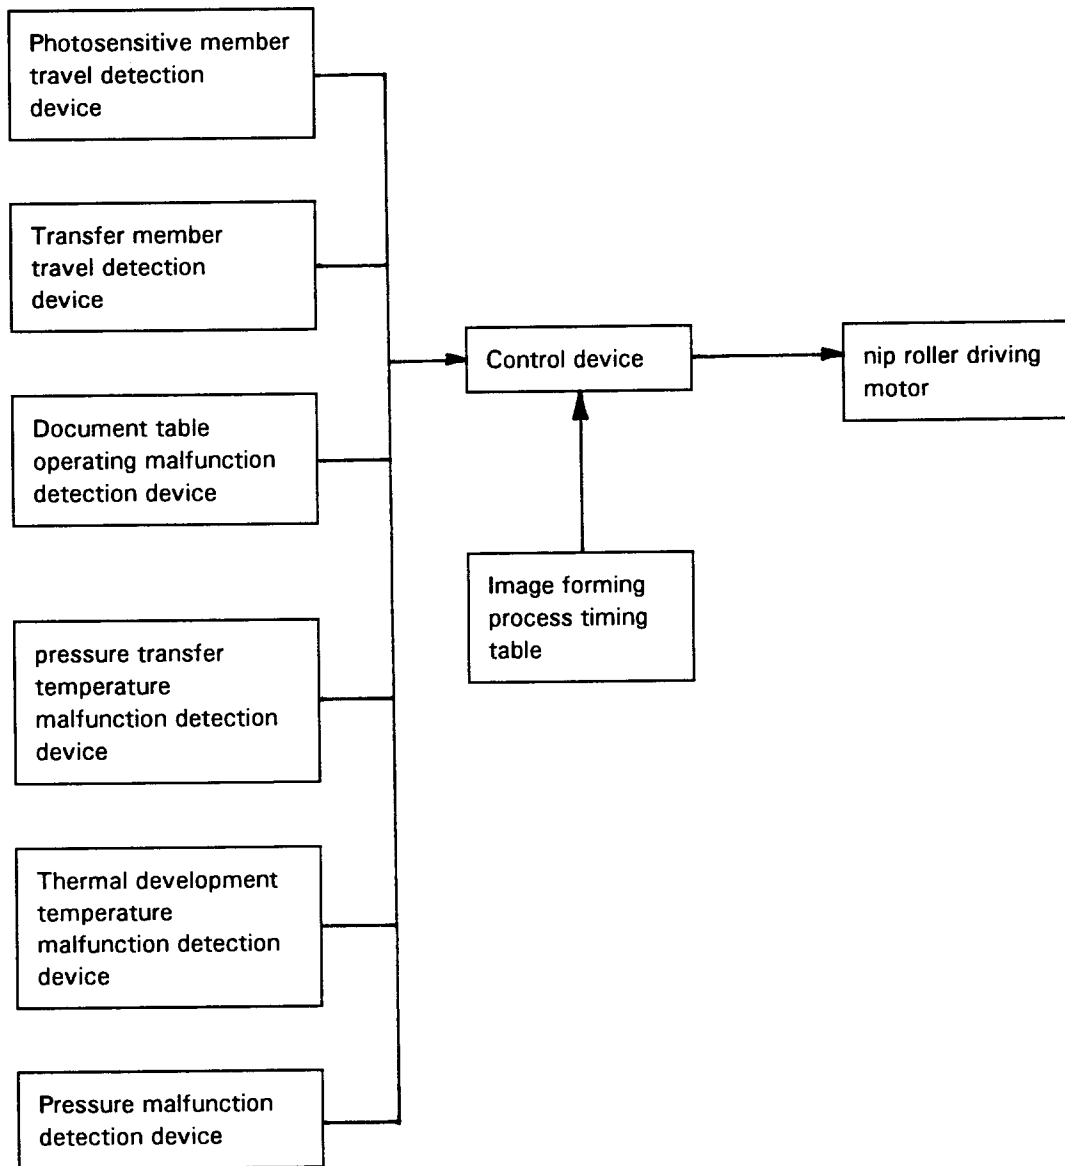 Photosensitive member
travel detection
device
Transfer member
travel detection
device
Document table
operating malfunction
detection device
pressure transfer
temperature
malfunction detection
device
Thermal development
temperature
malfunction detection
device
Pressure malfunction
detection device
Control device
Image forming
process timing
table
nip roller driving
motor